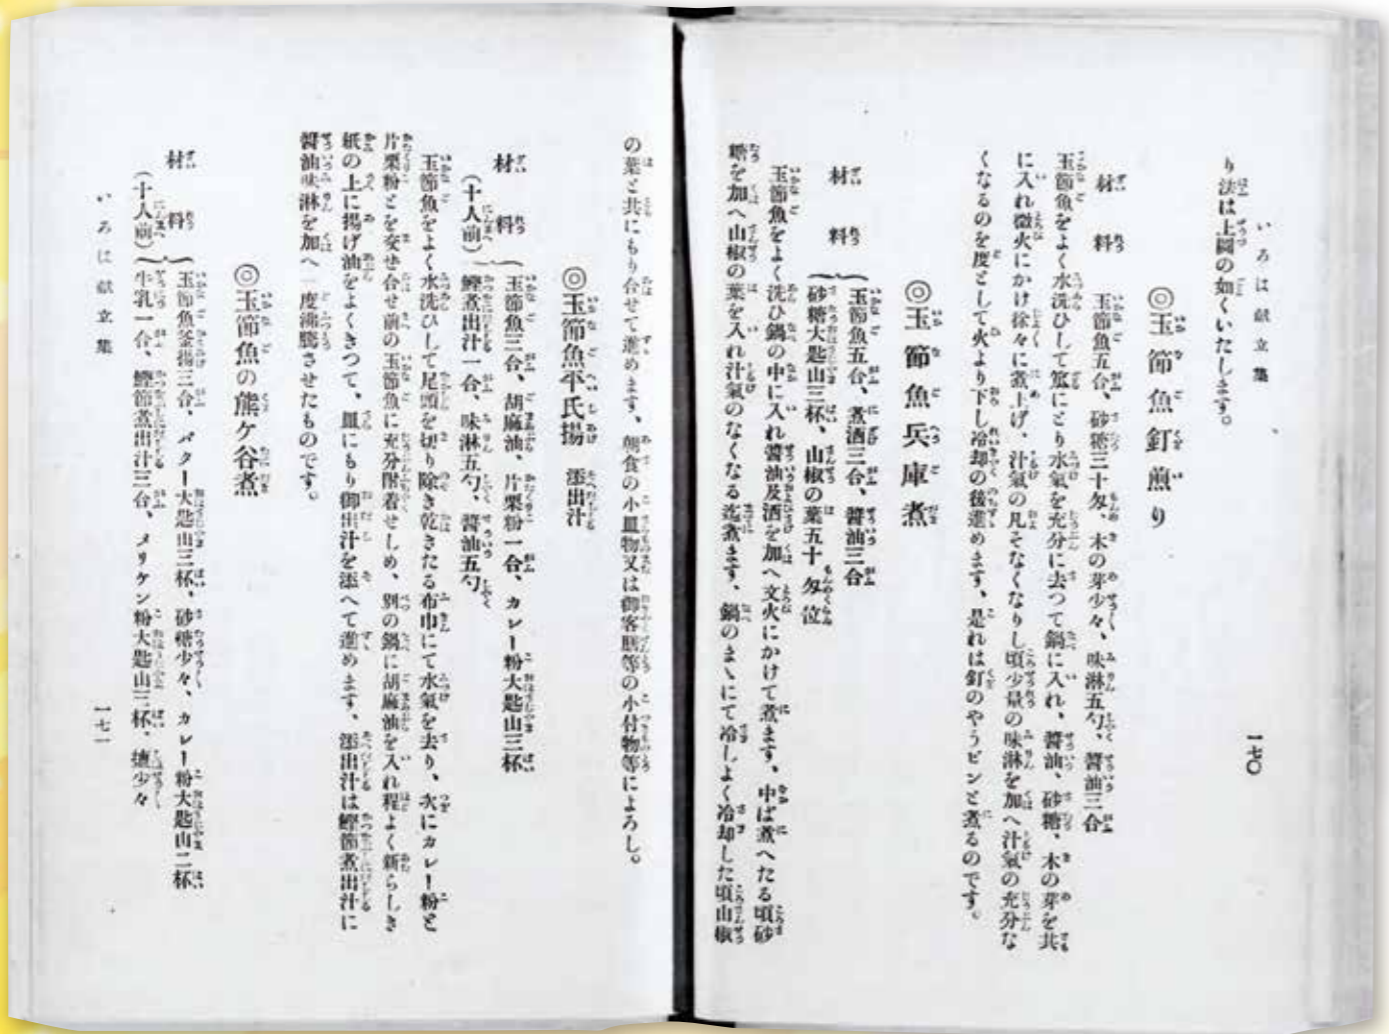 いろは献立集
一七〇
り法は上圖の如くいたします。
◎玉節魚釘煎り
材料 玉節魚五合、砂糖三十匁、木の芽少々、味淋五勺、醤油三合
玉節魚をよく水洗ひして笊にとり水氣を充分に去つて鍋に入れ、醤油、砂糖、木の芽を共
に入れ微火にかけ徐々に煮上げ、汁氣の凡そなくなりし頃少量の味淋を加へ汁氣の充分な
くなるのを度として火より下し冷却の後進めます、是れは釘のやうピンと煮るのです。
◎玉節魚兵庫煮
材料
玉節魚五合、煮酒三合、醤油三合
砂糖大匙山三杯、山椒の葉五十匁位
玉節魚をよく洗ひ鍋の中に入れ醤油及酒を加へ文火にかけて煮ます、中ば煮へたる頃砂
糖を加へ山椒の葉を入れ汁氣のなくなる迄煮ます、鍋のまゝにて冷しよく冷却した頃山椒
の葉と共にもり合せて進めます、朝食の小皿物又は御客膳等の小付物等によろし。
◎玉節魚平氏揚 添出汁
材料
(十人前)
玉節魚三合、胡麻油、片栗粉一合、カレー粉大匙山三杯
鰹煮出汁一合、味淋五勺、醤油五勺
玉節魚をよく水洗ひして足頭を切り除き乾きたる布巾にて水氣を去り、次にカレー粉と
片栗粉とを交せ合せ前の玉節魚に充分附着せしめ、別の鍋に胡麻油を入れ程よく新らしき
紙の上に揚げ油をよくきつて、皿にもり御出汁を添へて進めます、添出汁は鰹節煮出汁に
醤油味淋を加へ一度沸騰させたものです。
◎玉節魚の熊ケ谷煮
材料
(十人前)
玉節魚釜揚三合、バター大匙山三杯、砂糖少々、カレー粉大匙山二杯
牛乳一合、鰹節煮出汁三合、メリケン粉大匙山三杯、壇少々
いろは献立集
一七一